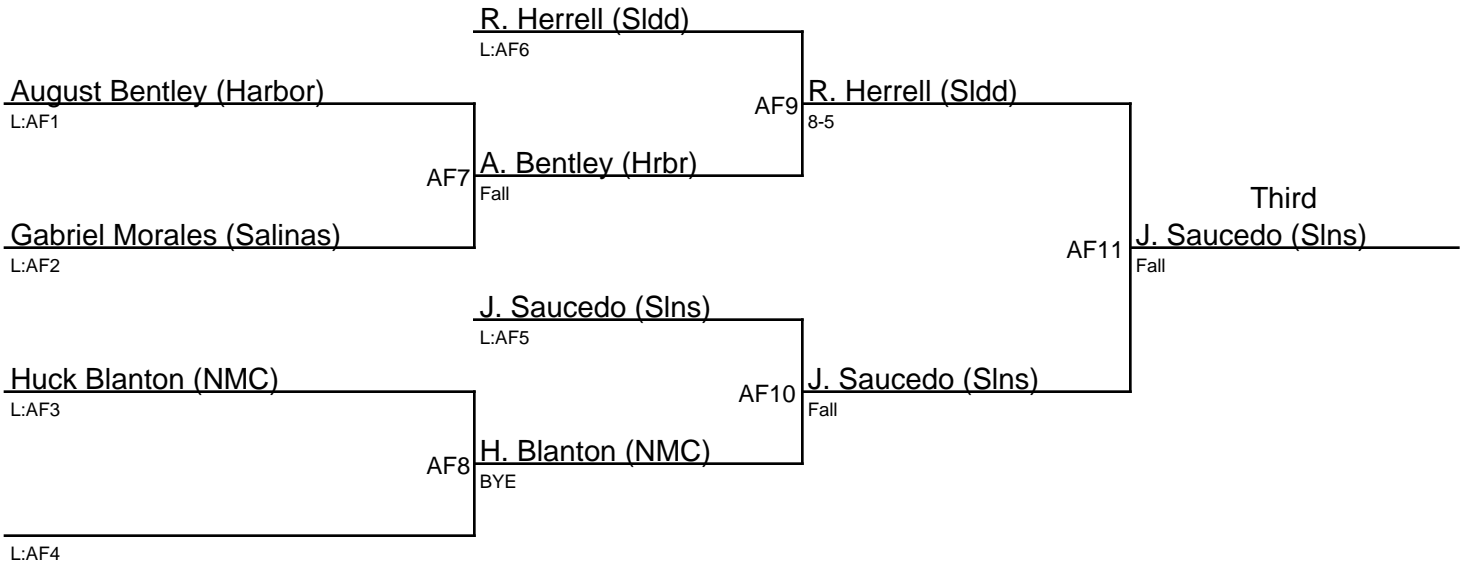 R. Herrell (Sldd)
L:AF6
August Bentley (Harbor)
L:AF1
AF9
R. Herrell (Sldd)
8-5
AF7
A. Bentley (Hrbr)
Fall
Gabriel Morales (Salinas)
L:AF2
Third
AF11
J. Saucedo (Slns)
Fall
J. Saucedo (Slns)
L:AF5
Huck Blanton (NMC)
L:AF3
AF10
J. Saucedo (Slns)
Fall
AF8
H. Blanton (NMC)
BYE
L:AF4